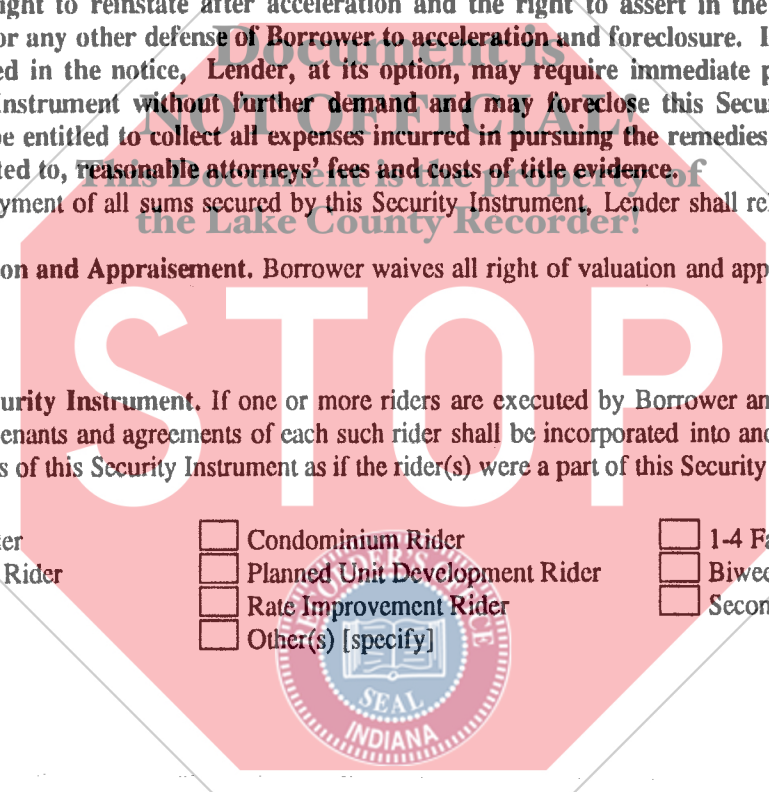 ight to reinstate after acceleration and the right to assert in the
or any other defense of Borrower to acceleration and foreclosure. I
Document is
ed in the notice, Lender, at its option, may require immediate p
Instrument without further demand and may foreclose this Secu
NOT OFFICIAL!
be entitled to collect all expenses incurred in pursuing the remedies
ted to, reasonable attorneys' fees and costs of title evidence.
This Document is the property of
yment of all sums secured by this Security Instrument, Lender shall rel
the Lake County Recorder!
on and Appraisement. Borrower waives all right of valuation and app
STOP
urity Instrument. If one or more riders are executed by Borrower an
enants and agreements of each such rider shall be incorporated into and
s of this Security Instrument as if the rider(s) were a part of this Security
er Condominium Rider 1-4 Fa
Rider Planned Unit Development Rider Biwee
Rate Improvement Rider Secon
Other(s) [specify]
RECORDER'S OFFICE
SEAL
INDIANA